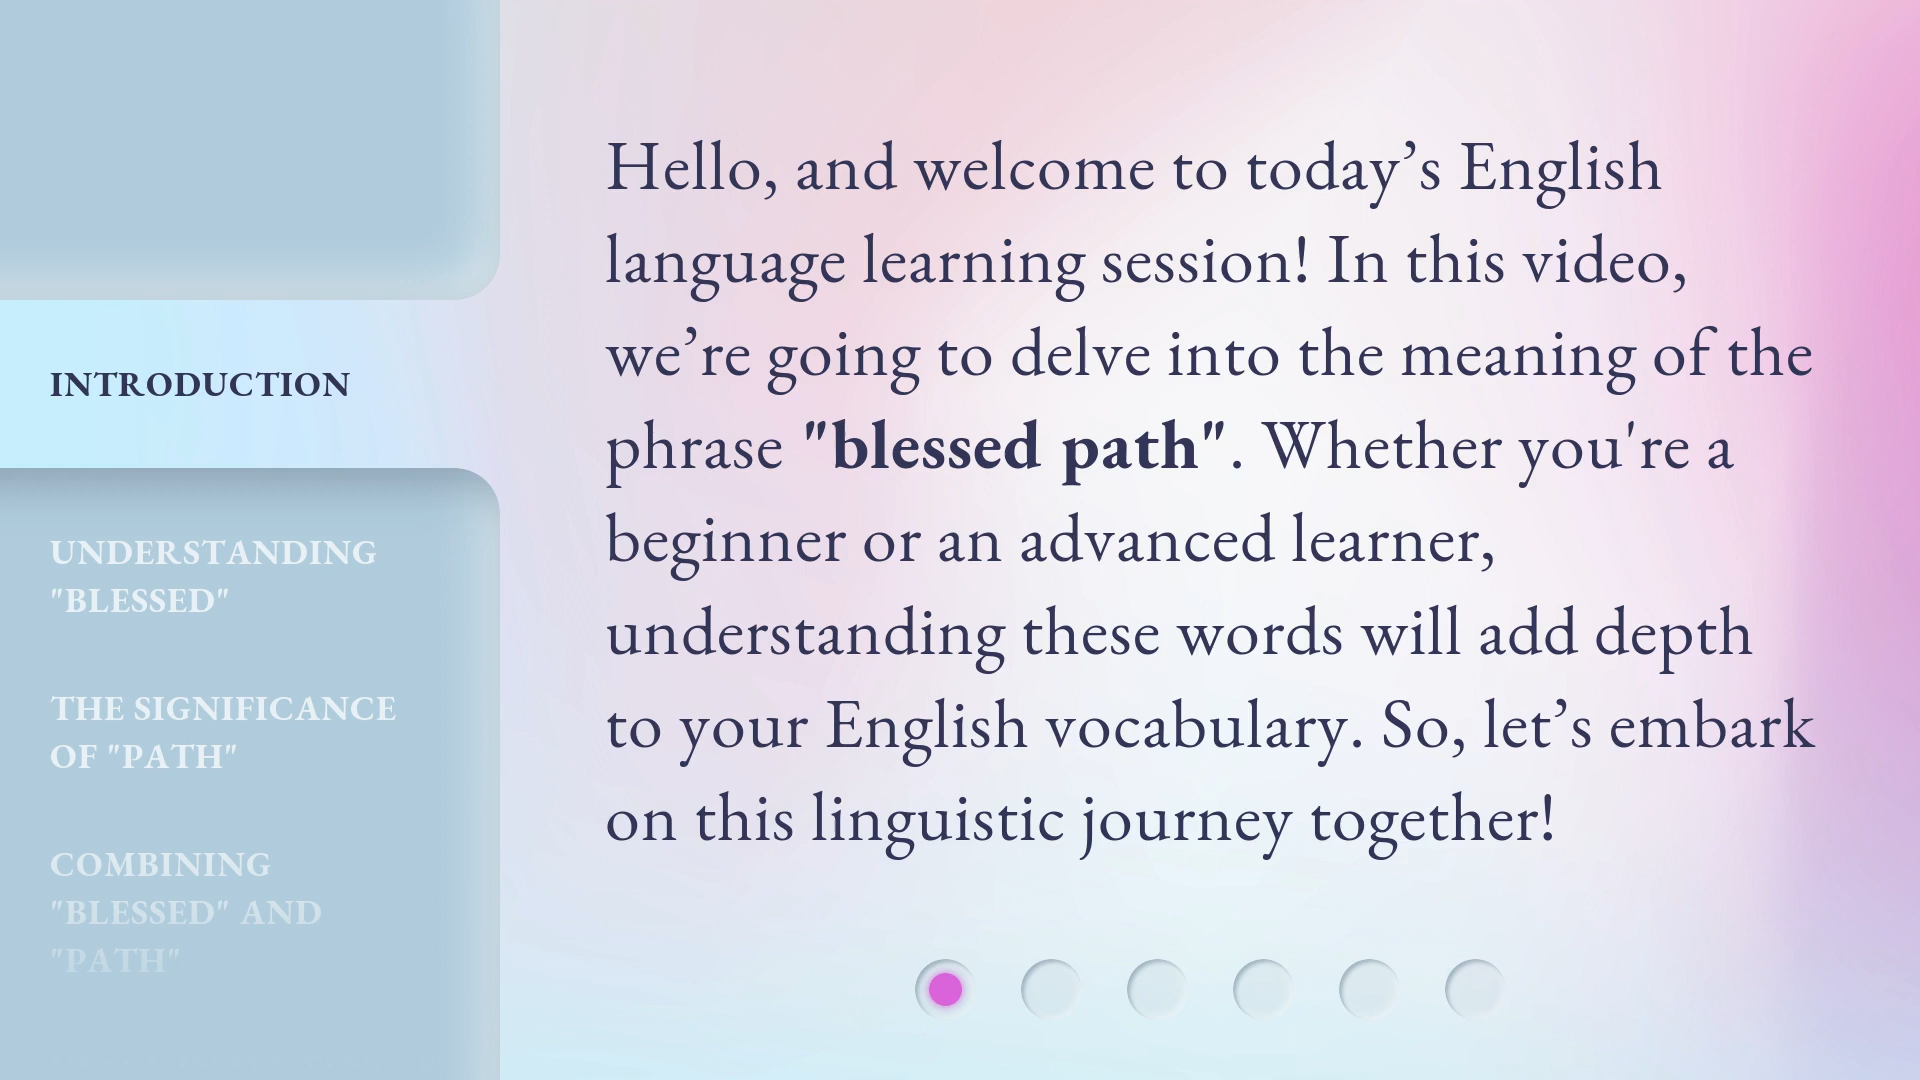 INTRODUCTION
UNDERSTANDING
"BLESSED"
THE SIGNIFICANCE
OF "PATH"
COMBINING
"BLESSED" AND
"PATH"
Hello, and welcome to today’s English
language learning session! In this video,
we’re going to delve into the meaning of the
phrase "blessed path". Whether you're a
beginner or an advanced learner,
understanding these words will add depth
to your English vocabulary. So, let’s embark
on this linguistic journey together!